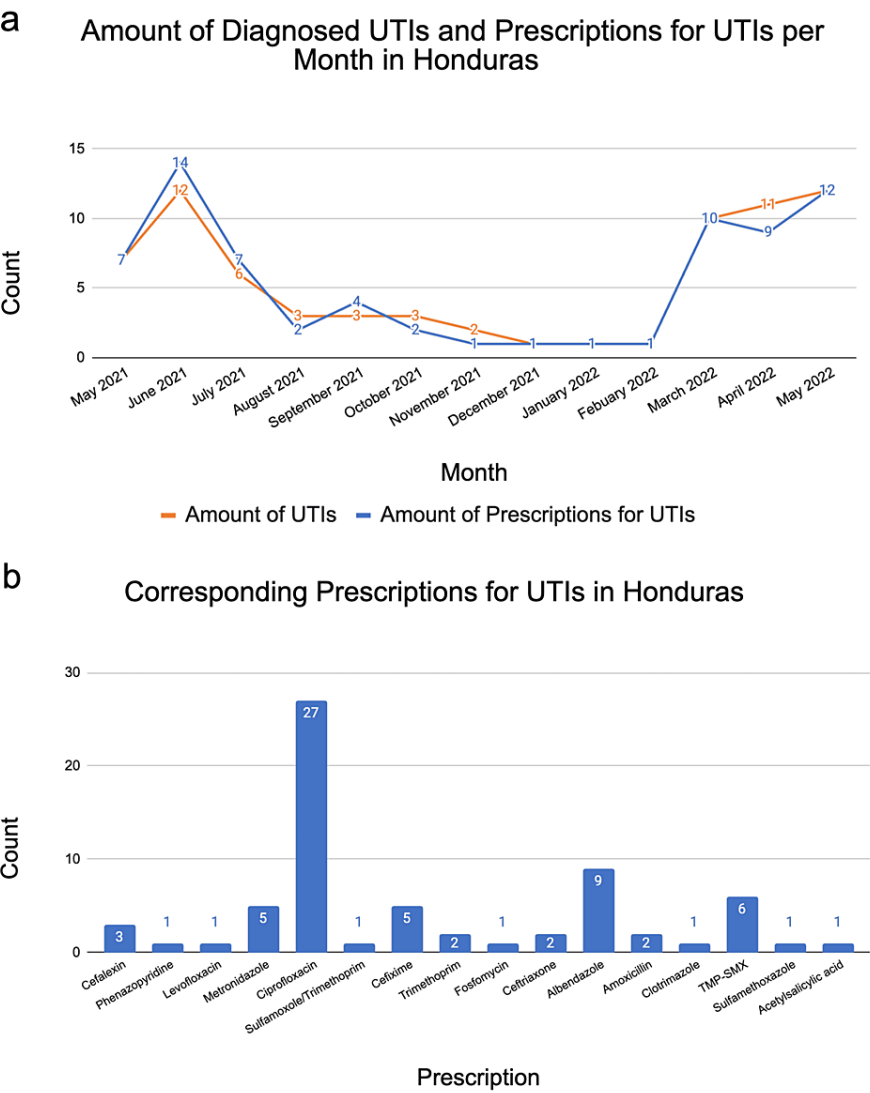 a
Amount of Diagnosed UTIs and Prescriptions for UTIs per
Month in Honduras
Count
15
10
5
0
7
14
12
7
6
3
2
4
3
3
2
2
1
1
1
1
10
11
9
12
May 2021
June 2021
July 2021
August 2021
September 2021
October 2021
November 2021
December 2021
January 2022
Febuary 2022
March 2022
April 2022
May 2022
Month
Amount of UTIs
Amount of Prescriptions for UTIs
b
Corresponding Prescriptions for UTIs in Honduras
Count
30
20
10
0
3
1
1
5
27
1
5
2
1
2
9
2
1
6
1
1
Cefalexin
Phenazopyridine
Levofloxacin
Metronidazole
Ciprofloxacin
Sulfamoxole/Trimethoprim
Cefixime
Trimethoprim
Fosfomycin
Ceftriaxone
Albendazole
Amoxicillin
Clotrimazole
TMP-SMX
Sulfamethoxazole
Acetylsalicylic acid
Prescription